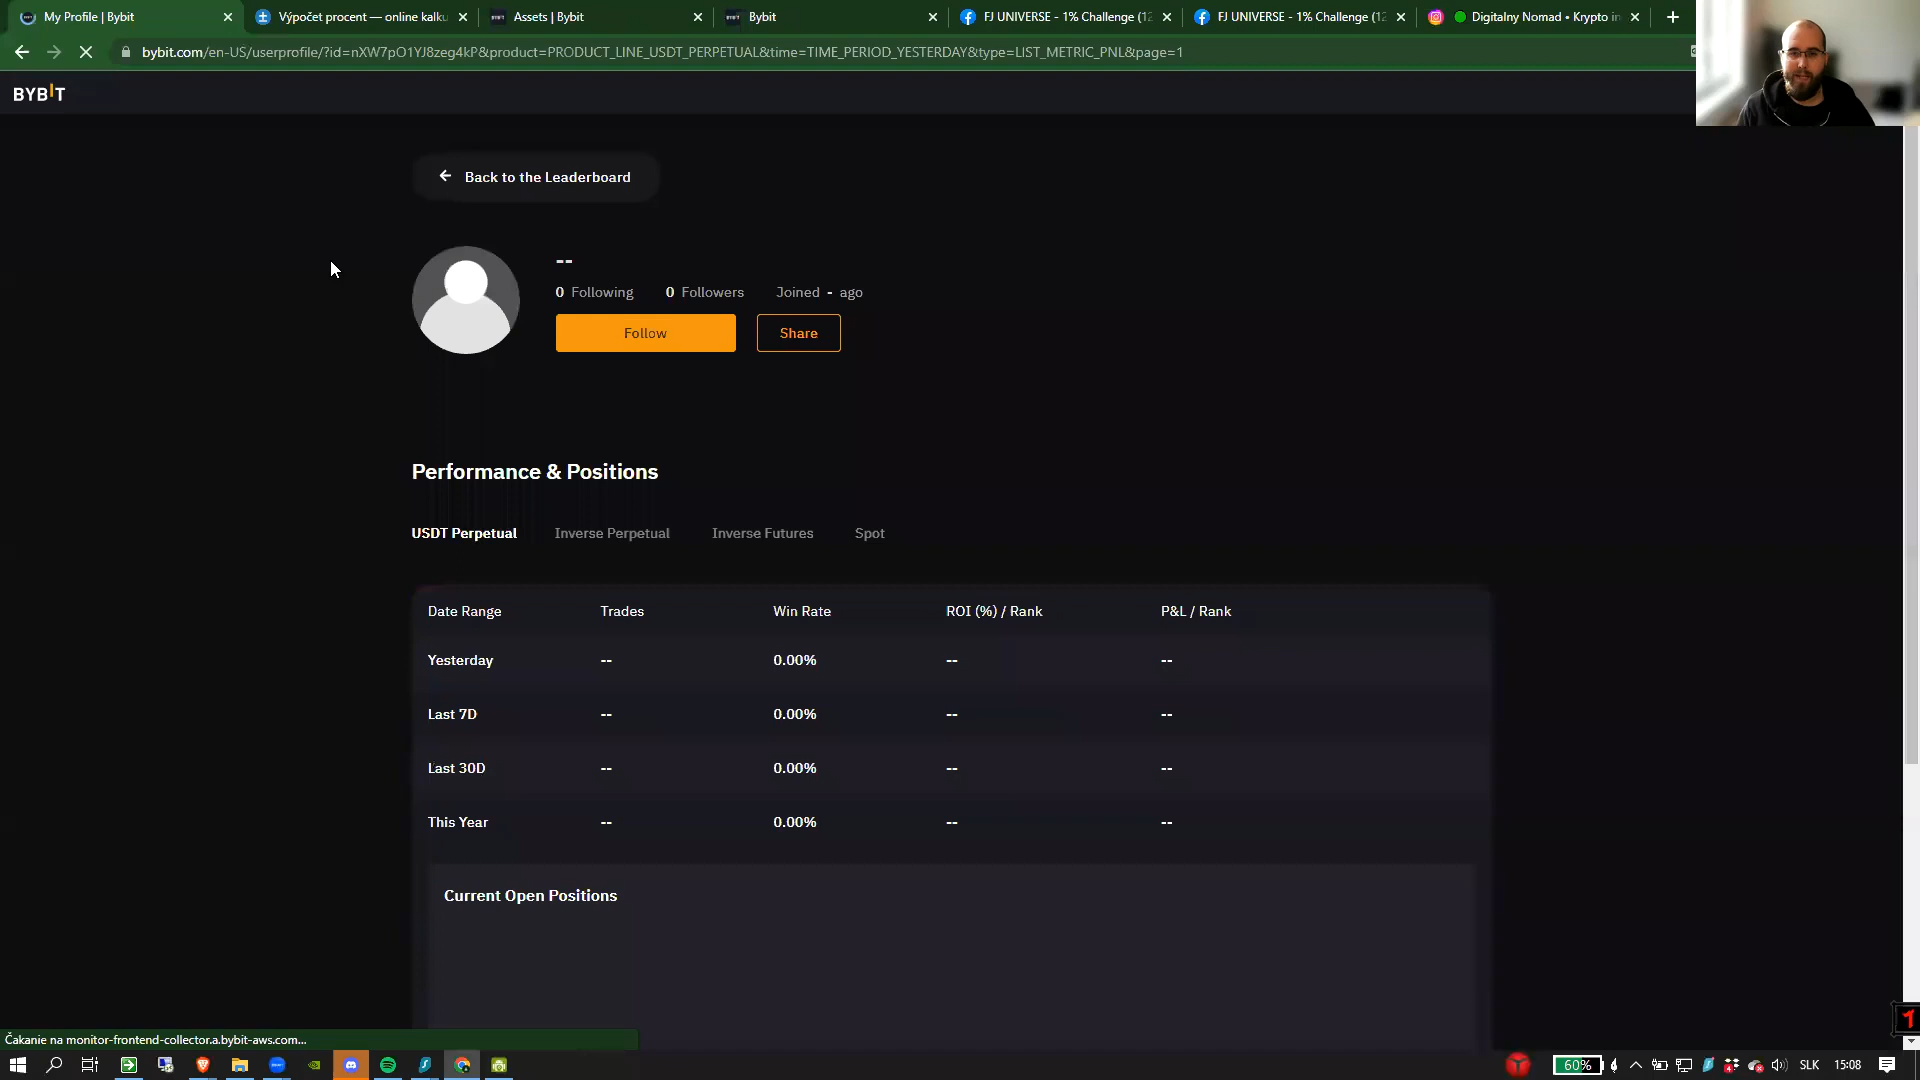 My Profile | Bybit
Výpočet procent — online kalku
Assets | Bybit
Bybit
FJ UNIVERSE - 1% Challenge (12
FJ UNIVERSE - 1% Challenge (12
Digitalny Nomad • Krypto in
bybit.com/en-US/userprofile/?id=nXW7pO1YJ8zeg4kP&product=PRODUCT_LINE_USDT_PERPETUAL&time=TIME_PERIOD_YESTERDAY&type=LIST_METRIC_PNL&page=1
BYBIT
Back to the Leaderboard
--
0 Following 0 Followers Joined - ago
Follow Share
Performance & Positions
USDT Perpetual Inverse Perpetual Inverse Futures Spot
Date Range Trades Win Rate ROI (%) / Rank P&L / Rank
Yesterday -- 0.00% -- --
Last 7D -- 0.00% -- --
Last 30D -- 0.00% -- --
This Year -- 0.00% -- --
Current Open Positions
Čakanie na monitor-frontend-collector.a.bybit-aws.com...
60% SLK 15:08